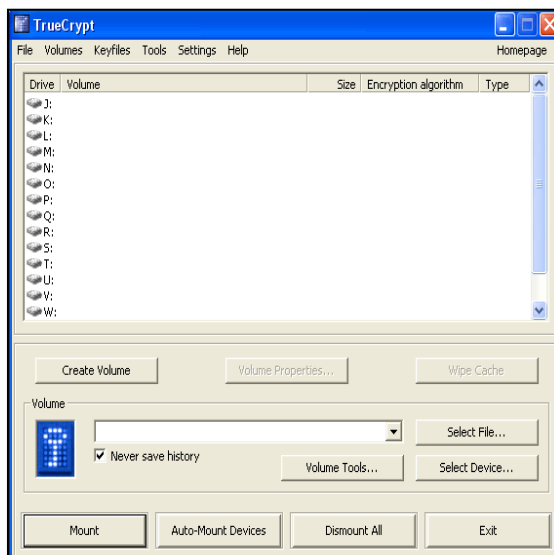 TrueCrypt
File Volumes Keyfiles Tools Settings Help Homepage
Drive Volume Size Encryption algorithm Type
J:
K:
L:
M:
N:
O:
P:
Q:
R:
S:
T:
U:
V:
W:
Create Volume Volume Properties... Wipe Cache
Volume
Select File...
Never save history
Volume Tools... Select Device...
Mount Auto-Mount Devices Dismount All Exit